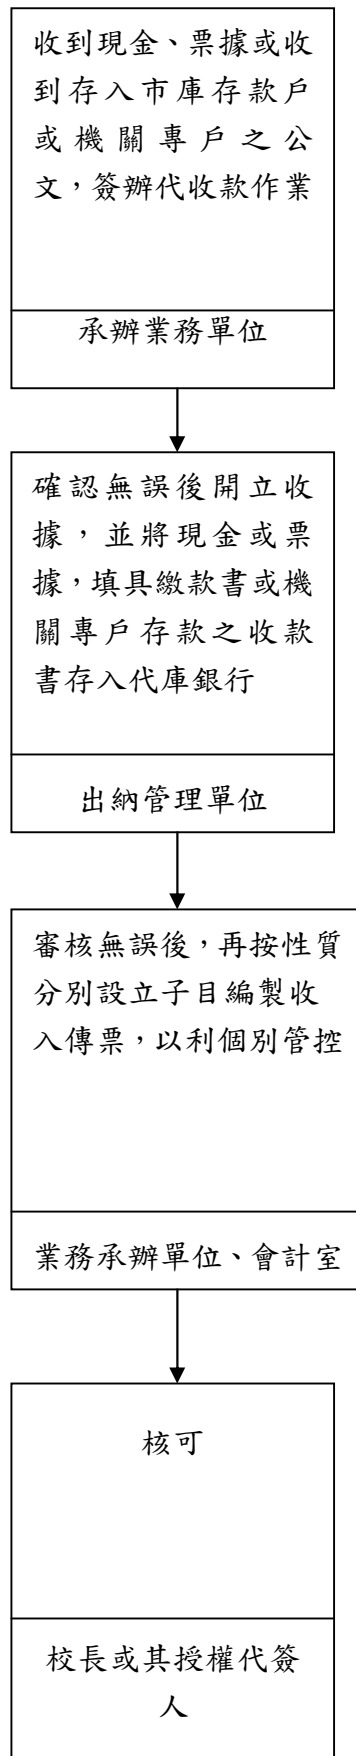 收到現金、票據或收
到存入市庫存款戶
或機關專戶之公
文，簽辦代收款作業
承辦業務單位
確認無誤後開立收
據，並將現金或票
據，填具繳款書或機
關專戶存款之收款
書存入代庫銀行
出納管理單位
審核無誤後，再按性質
分別設立子目編製收
入傳票，以利個別管控
業務承辦單位、會計室
核可
校長或其授權代簽
人